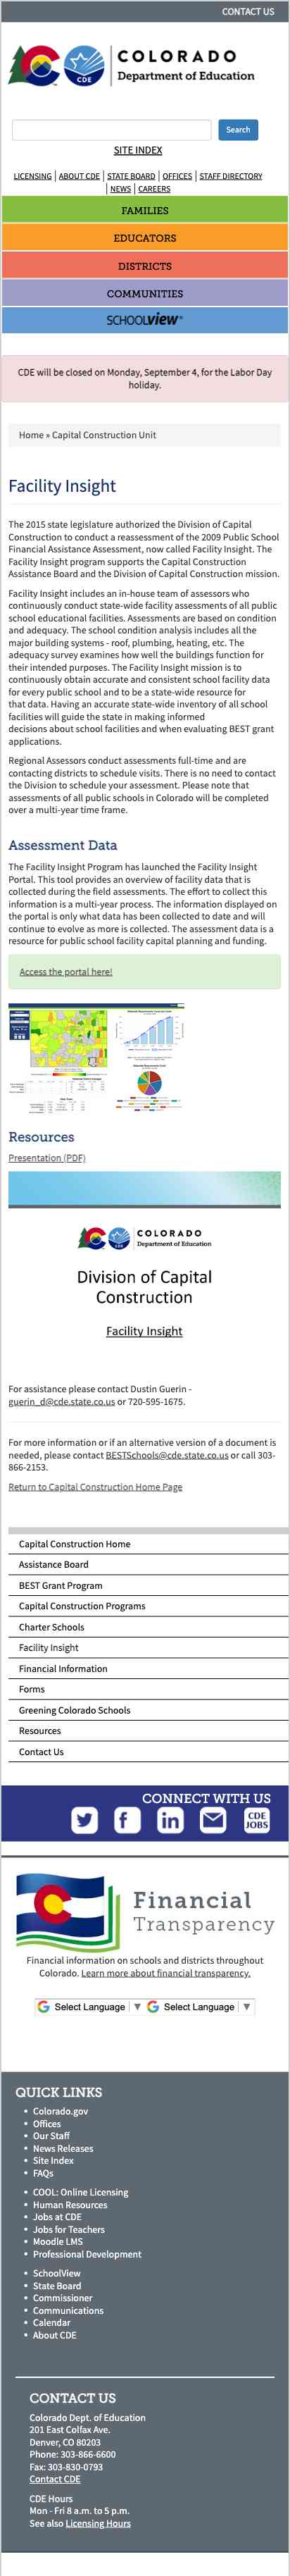 CONTACT US
COLORADO
Department of Education
CDE
Search
SITE INDEX
LICENSING | ABOUT CDE | STATE BOARD | OFFICES | STAFF DIRECTORY
| NEWS | CAREERS
FAMILIES
EDUCATORS
DISTRICTS
COMMUNITIES
SCHOOLVIEW®
CDE will be closed on Monday, September 4, for the Labor Day
holiday.
Home » Capital Construction Unit
Facility Insight
The 2015 state legislature authorized the Division of Capital
Construction to conduct a reassessment of the 2009 Public School
Financial Assistance Assessment, now called Facility Insight. The
Facility Insight program supports the Capital Construction
Assistance Board and the Division of Capital Construction mission.
Facility Insight includes an in-house team of assessors who
continuously conduct state-wide facility assessments of all public
school educational facilities. Assessments are based on condition
and adequacy. The school condition analysis includes all the
major building systems - roof, plumbing, heating, etc. The
adequacy survey examines how well the buildings function for
their intended purposes. The Facility Insight mission is to
continuously obtain accurate and consistent school facility data
for every public school and to be a state-wide resource for
that data. Having an accurate state-wide inventory of all school
facilities will guide the state in making informed
decisions about school facilities and when evaluating BEST grant
applications.
Regional Assessors conduct assessments full-time and are
contacting districts to schedule visits. There is no need to contact
the Division to schedule your assessment. Please note that
assessments of all public schools in Colorado will be completed
over a multi-year time frame.
Assessment Data
The Facility Insight Program has launched the Facility Insight
Portal. This tool provides an overview of facility data that is
collected during the field assessments. The effort to collect this
information is a multi-year process. The information displayed on
the portal is only what data has been collected to date and will
continue to evolve as more is collected. The assessment data is a
resource for public school facility capital planning and funding.
Access the portal here!
Resources
Presentation (PDF)
CDE
COLORADO
Department of Education
Division of Capital
Construction
Facility Insight
For assistance please contact Dustin Guerin -
guerin_d@cde.state.co.us or 720-595-1675.
For more information or if an alternative version of a document is
needed, please contact BESTSchools@cde.state.co.us or call 303-
866-2153.
Return to Capital Construction Home Page
Capital Construction Home
Assistance Board
BEST Grant Program
Capital Construction Programs
Charter Schools
Facility Insight
Financial Information
Forms
Greening Colorado Schools
Resources
Contact Us
CONNECT WITH US
CDE
JOBS
Financial
Transparency
Financial information on schools and districts throughout
Colorado. Learn more about financial transparency.
Select Language ▼ Select Language ▼
QUICK LINKS
Colorado.gov
Offices
Our Staff
News Releases
Site Index
FAQs
COOL: Online Licensing
Human Resources
Jobs at CDE
Jobs for Teachers
Moodle LMS
Professional Development
SchoolView
State Board
Commissioner
Communications
Calendar
About CDE
CONTACT US
Colorado Dept. of Education
201 East Colfax Ave.
Denver, CO 80203
Phone: 303-866-6600
Fax: 303-830-0793
Contact CDE
CDE Hours
Mon - Fri 8 a.m. to 5 p.m.
See also Licensing Hours